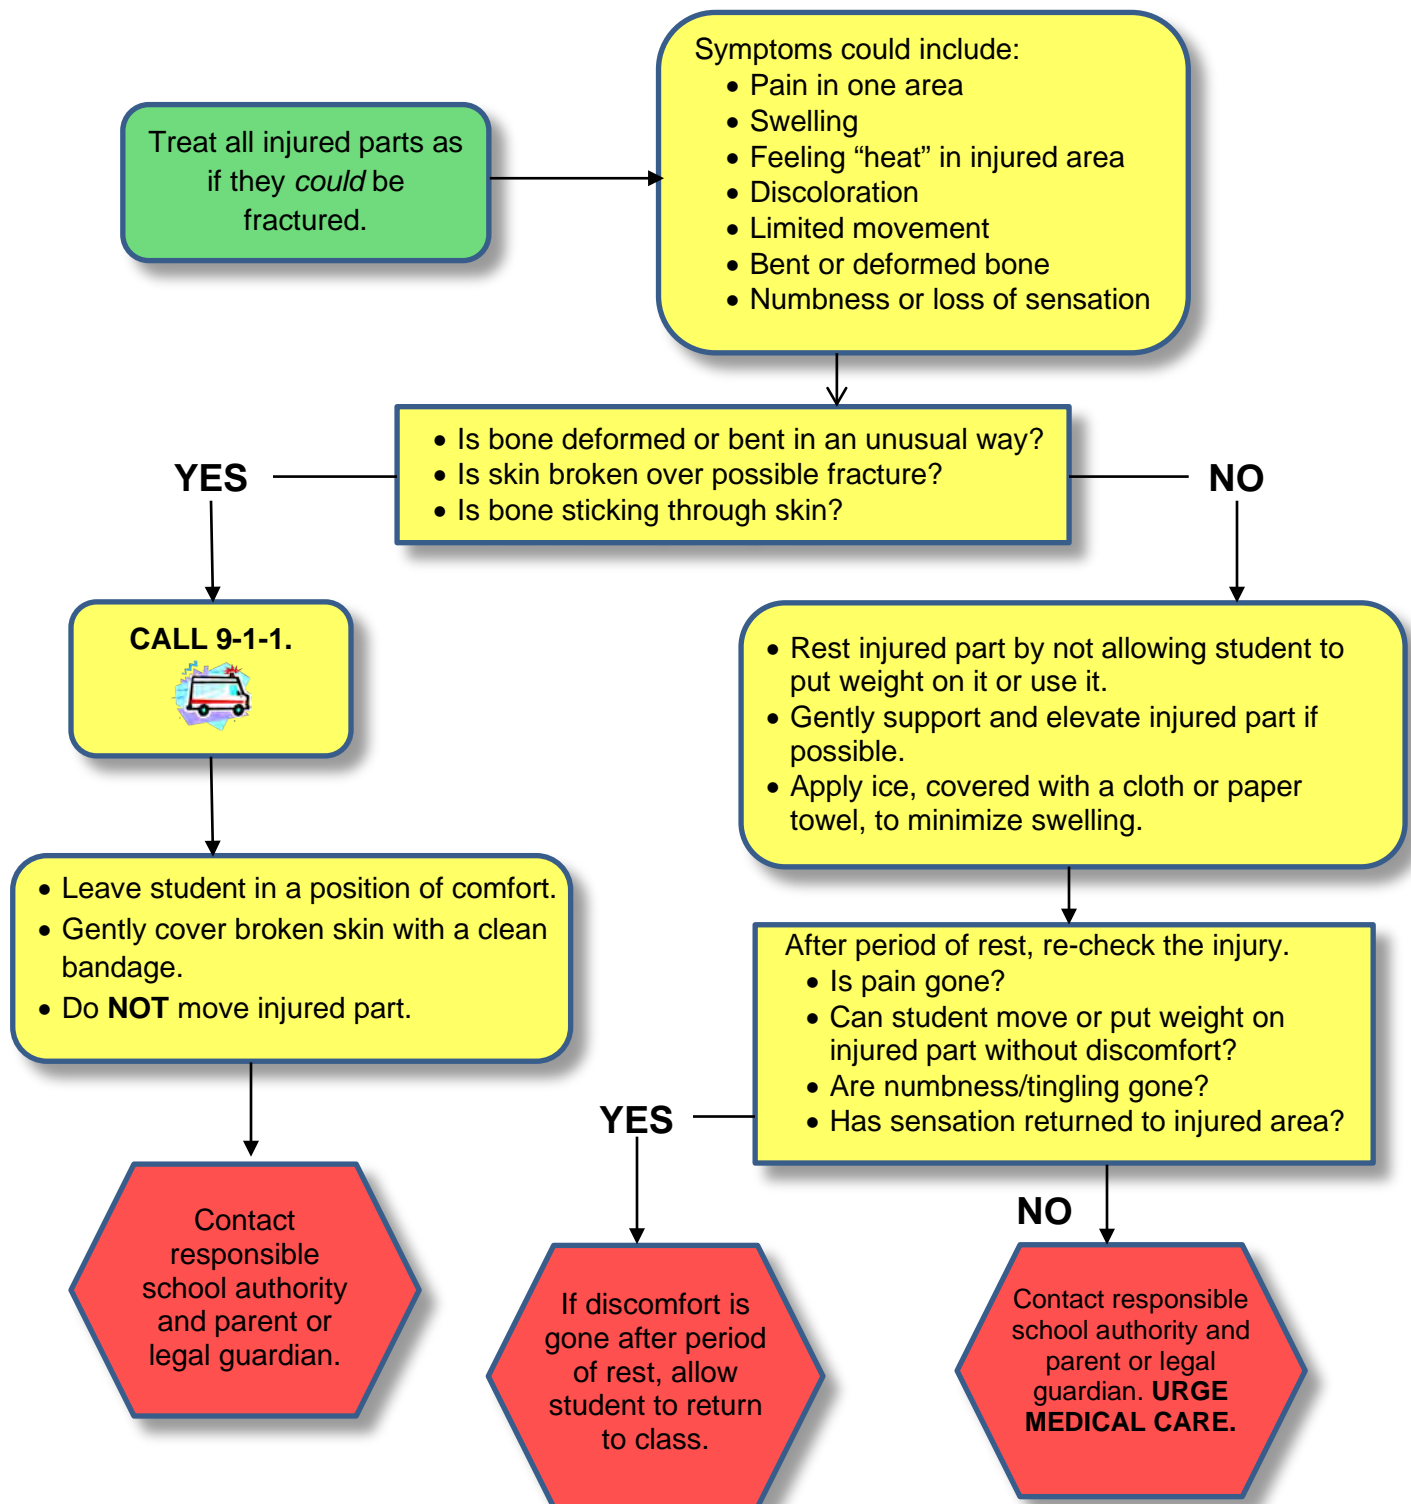 Treat all injured parts as
if they could be
fractured.
Symptoms could include:
• Pain in one area
• Swelling
• Feeling “heat” in injured area
• Discoloration
• Limited movement
• Bent or deformed bone
• Numbness or loss of sensation
• Is bone deformed or bent in an unusual way?
• Is skin broken over possible fracture?
• Is bone sticking through skin?
YES
NO
CALL 9-1-1.
• Leave student in a position of comfort.
• Gently cover broken skin with a clean
bandage.
• Do NOT move injured part.
Contact
responsible
school authority
and parent or
legal guardian.
• Rest injured part by not allowing student to
put weight on it or use it.
• Gently support and elevate injured part if
possible.
• Apply ice, covered with a cloth or paper
towel, to minimize swelling.
After period of rest, re-check the injury.
• Is pain gone?
• Can student move or put weight on
injured part without discomfort?
• Are numbness/tingling gone?
• Has sensation returned to injured area?
YES
NO
If discomfort is
gone after period
of rest, allow
student to return
to class.
Contact responsible
school authority and
parent or legal
guardian. URGE
MEDICAL CARE.